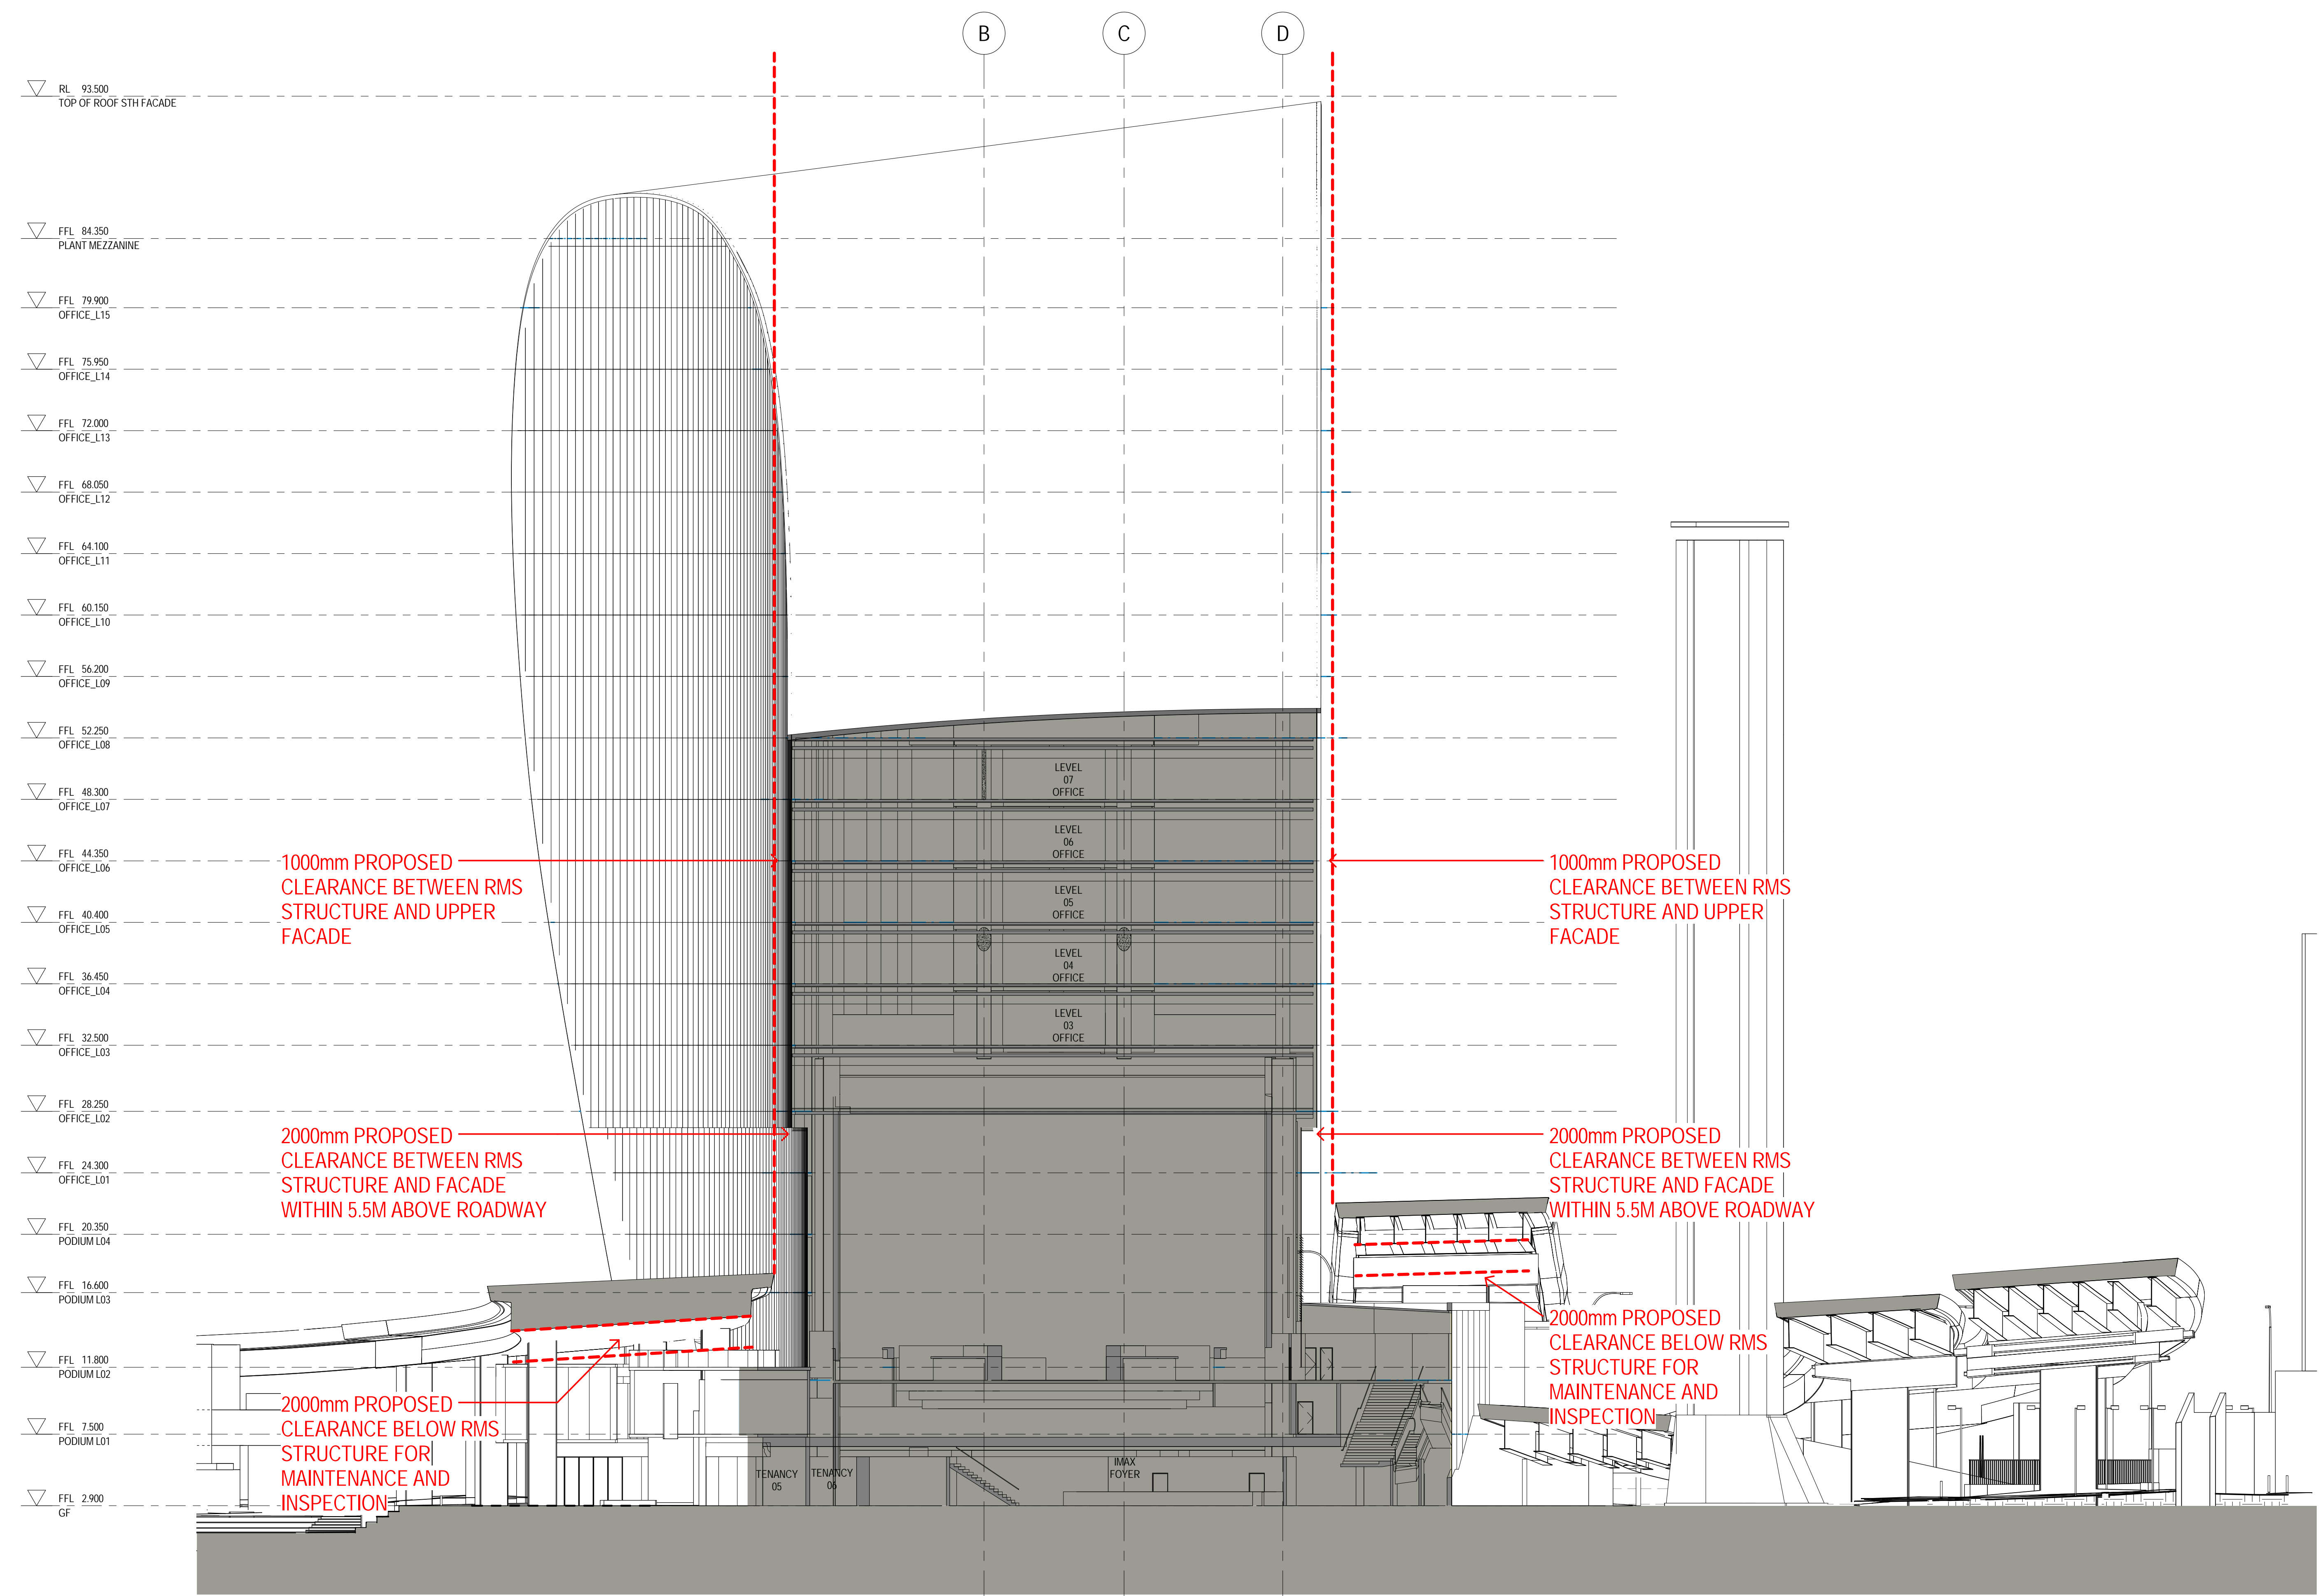 B
C
D
RL 93.500
TOP OF ROOF STH FACADE
FFL 84.350
PLANT MEZZANINE
FFL 79.900
OFFICE_L15
FFL 75.950
OFFICE_L14
FFL 72.000
OFFICE_L13
FFL 68.050
OFFICE_L12
FFL 64.100
OFFICE_L11
FFL 60.150
OFFICE_L10
FFL 56.200
OFFICE_L09
FFL 52.250
OFFICE_L08
FFL 48.300
OFFICE_L07
FFL 44.350
OFFICE_L06
FFL 40.400
OFFICE_L05
FFL 36.450
OFFICE_L04
FFL 32.500
OFFICE_L03
FFL 28.250
OFFICE_L02
FFL 24.300
OFFICE_L01
FFL 20.350
PODIUM L04
FFL 16.600
PODIUM L03
FFL 11.800
PODIUM L02
FFL 7.500
PODIUM L01
FFL 2.900
GF
1000mm PROPOSED
CLEARANCE BETWEEN RMS
STRUCTURE AND UPPER
FACADE
2000mm PROPOSED
CLEARANCE BETWEEN RMS
STRUCTURE AND FACADE
WITHIN 5.5M ABOVE ROADWAY
2000mm PROPOSED
CLEARANCE BELOW RMS
STRUCTURE FOR
MAINTENANCE AND
INSPECTION
LEVEL
07
OFFICE
LEVEL
06
OFFICE
LEVEL
05
OFFICE
LEVEL
04
OFFICE
LEVEL
03
OFFICE
TENANCY
05
TENANCY
06
IMAX
FOYER
1000mm PROPOSED
CLEARANCE BETWEEN RMS
STRUCTURE AND UPPER
FACADE
2000mm PROPOSED
CLEARANCE BETWEEN RMS
STRUCTURE AND FACADE
WITHIN 5.5M ABOVE ROADWAY
2000mm PROPOSED
CLEARANCE BELOW RMS
STRUCTURE FOR
MAINTENANCE AND
INSPECTION